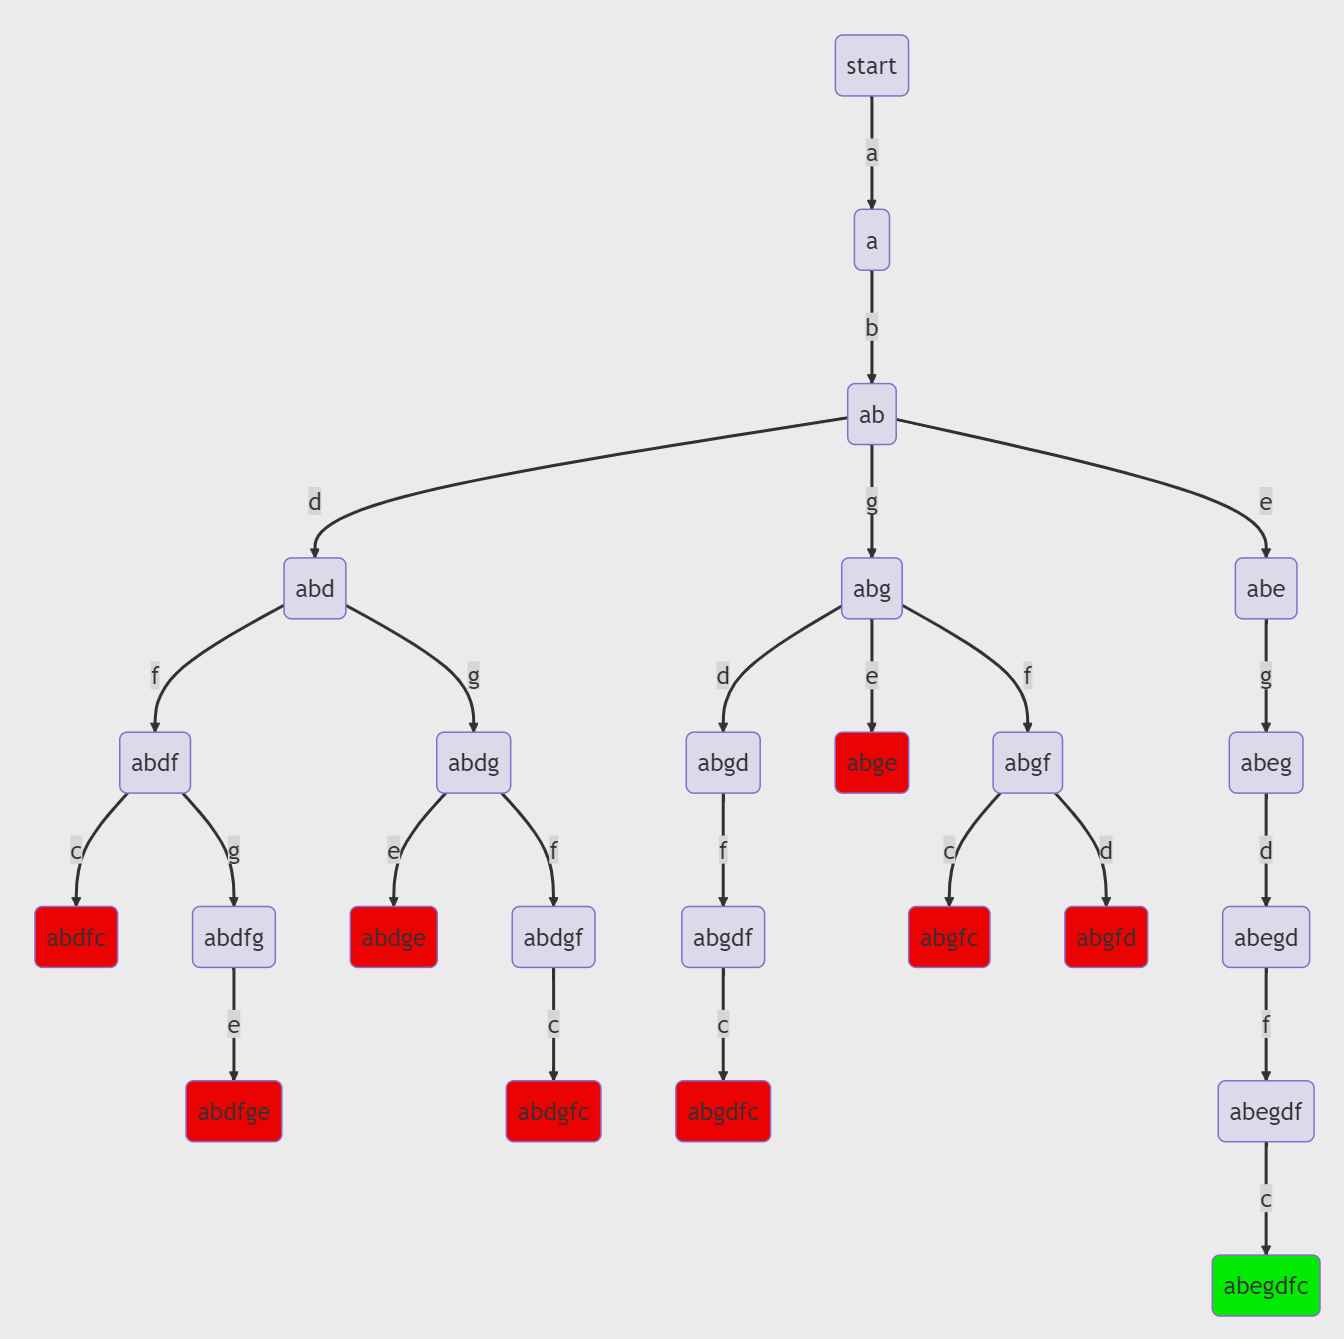 start
a
a
b
ab
d g e
abd abg abe
f g d e f g
abdf abdg abgd abge abgf abeg
c g e f f c d d
abdfc abdfg abdge abdgf abgdf abgfc abgfd abegd
e c c f
abdfge abdgfc abgdfc abegdf
c
abegdfc